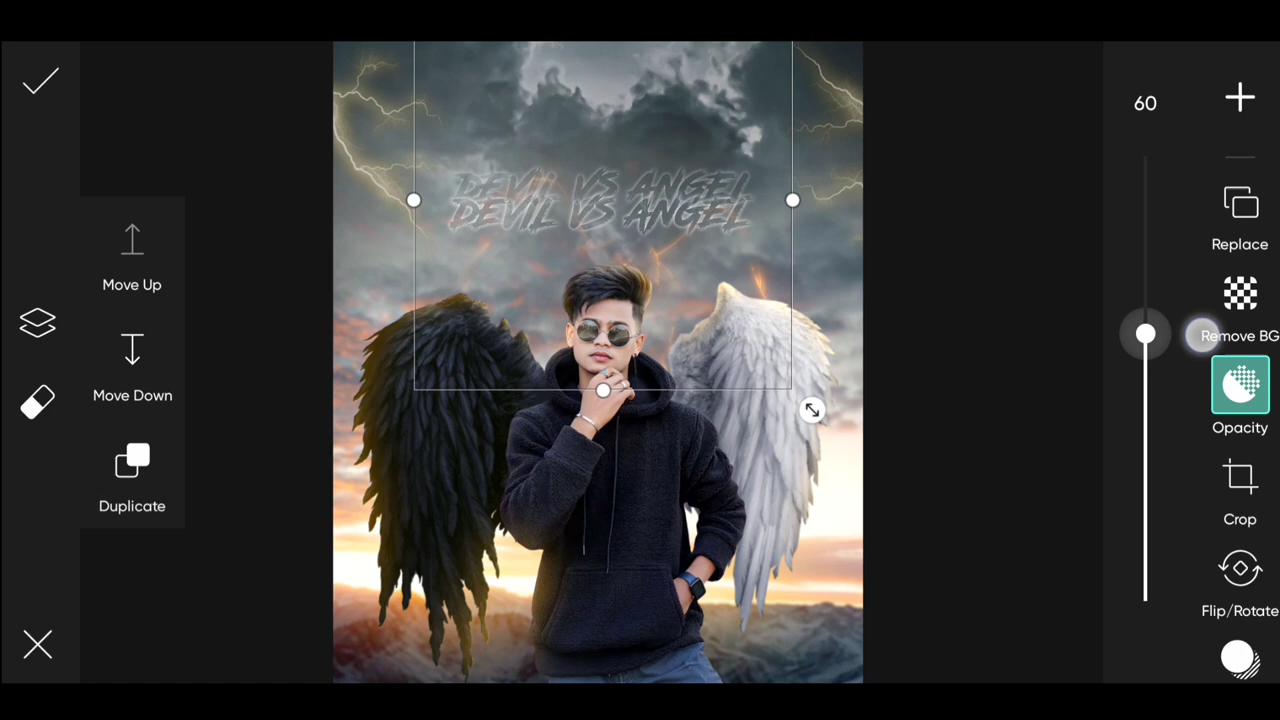 60
Replace
Remove BG
Opacity
Crop
Flip/Rotate
Move Up
Move Down
Duplicate
DEVIL VS ANGEL
DEVIL VS ANGEL